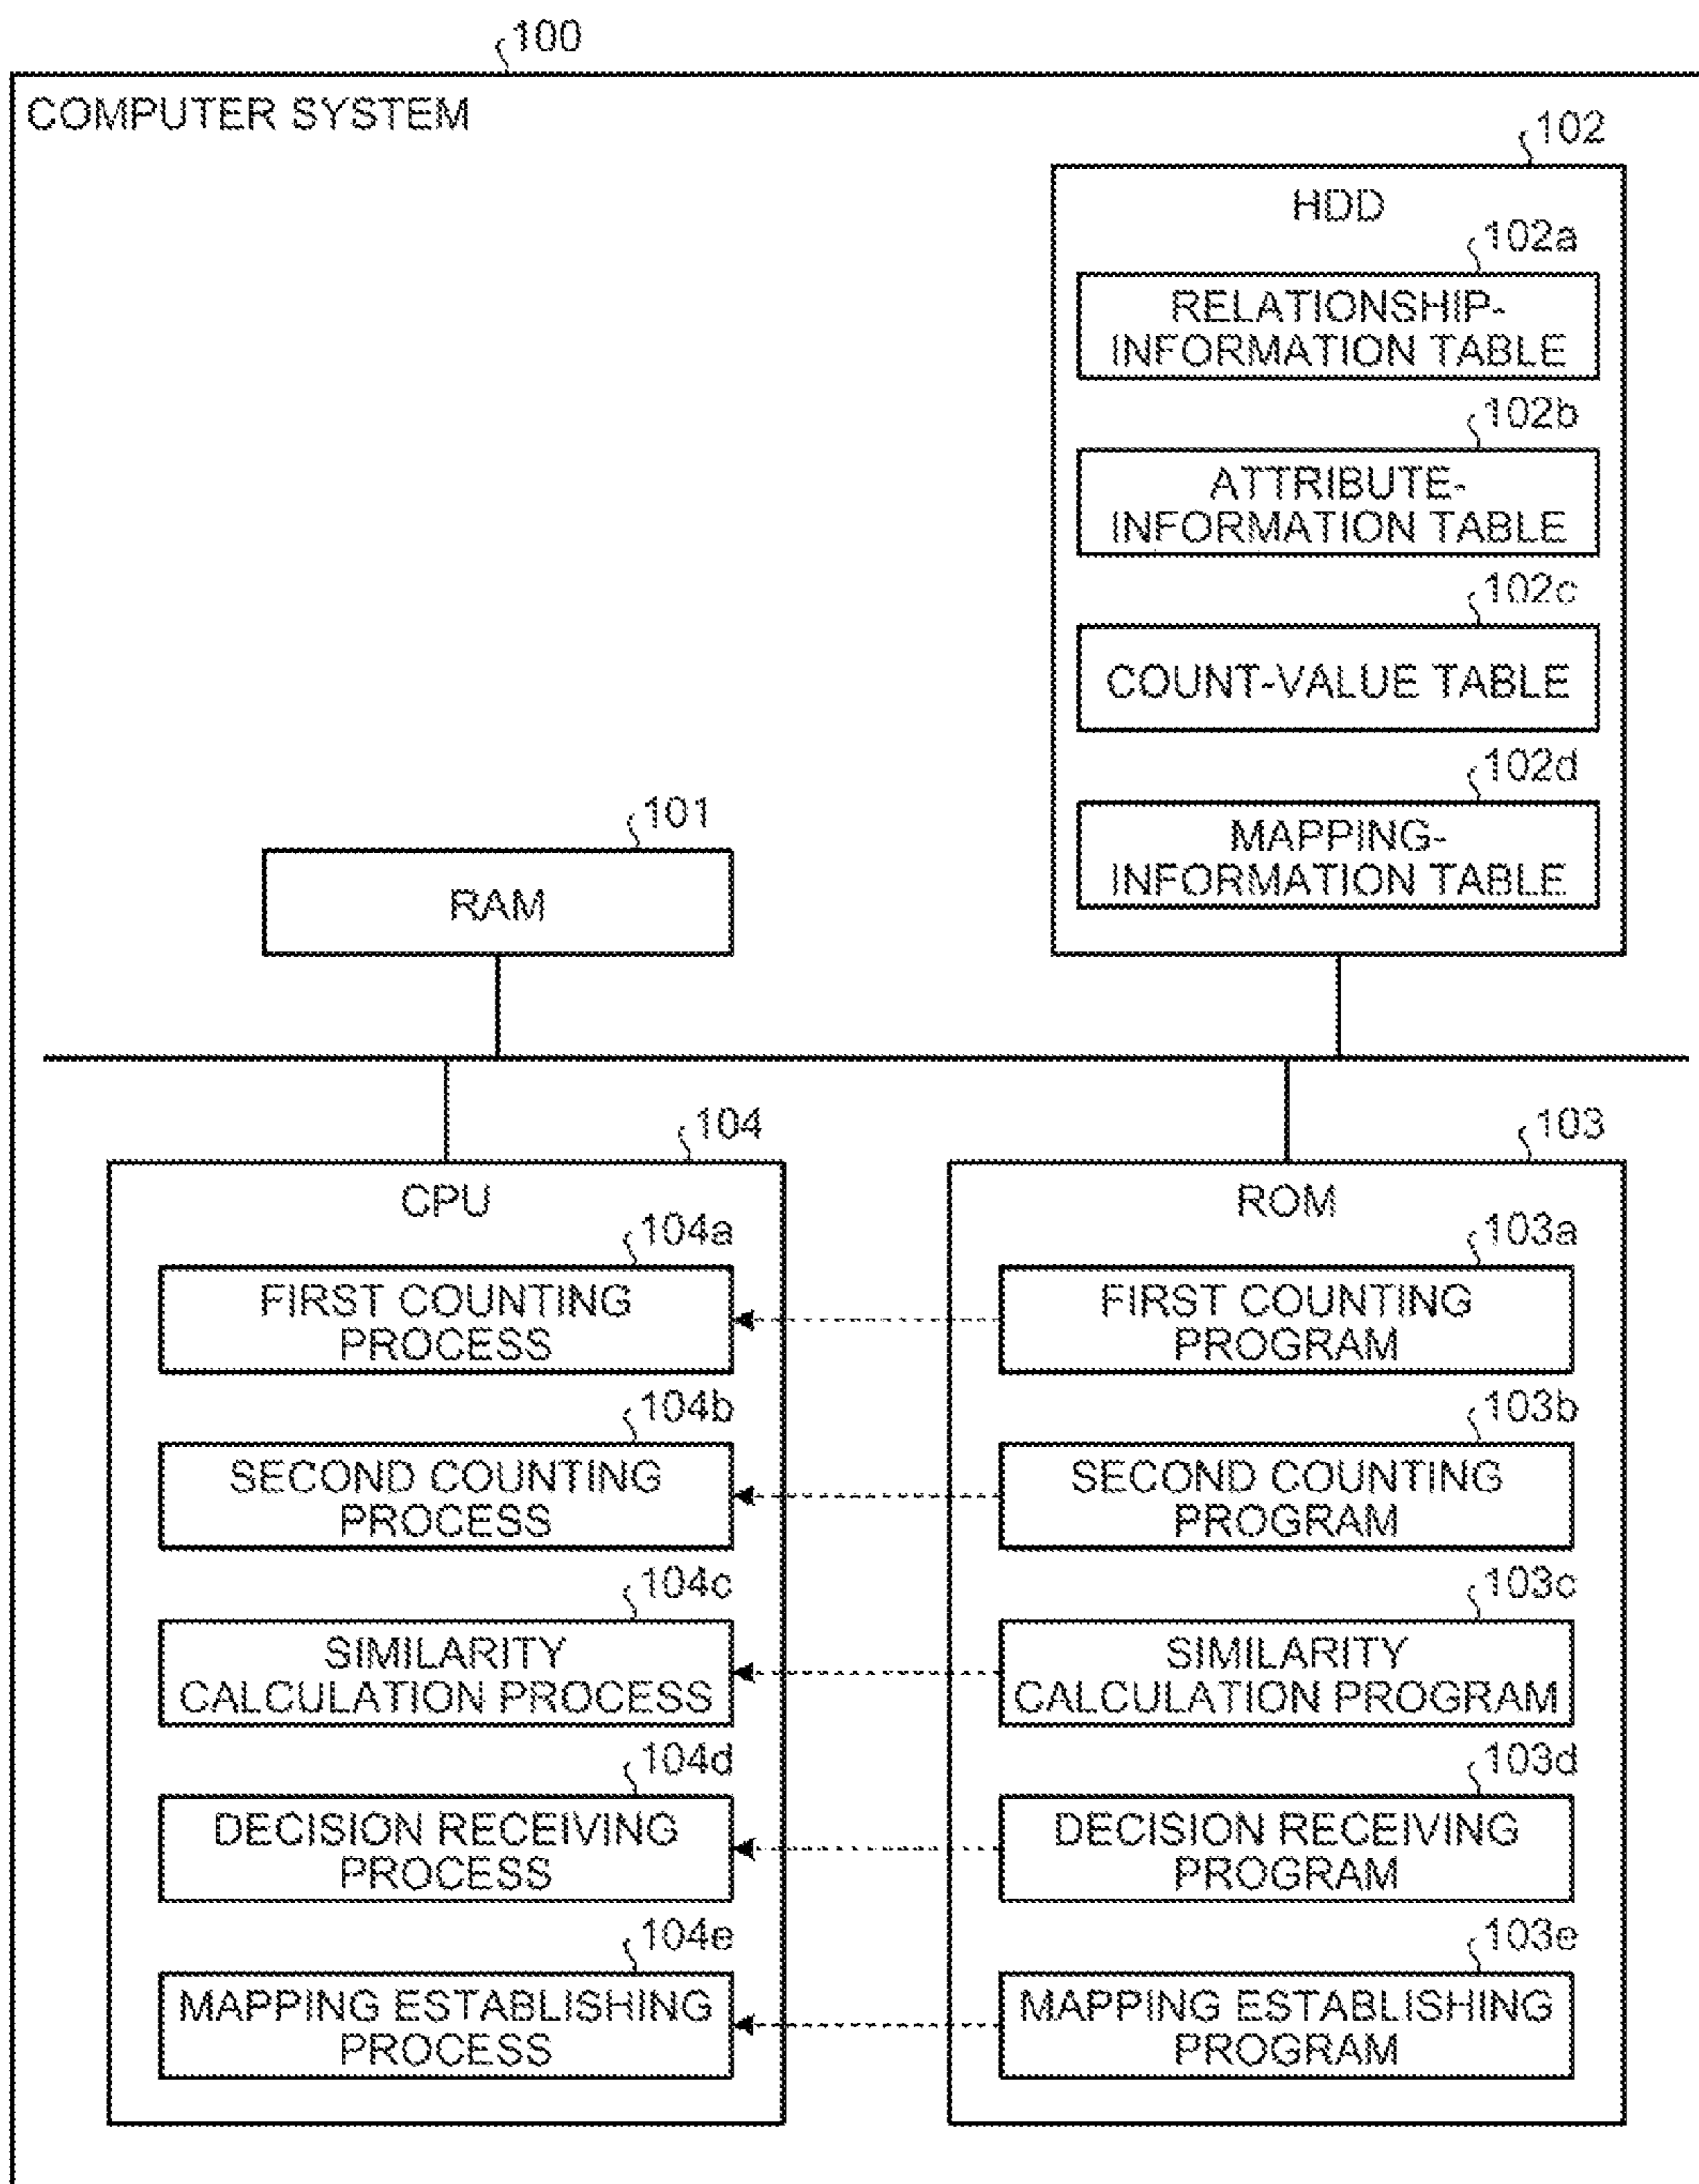 100
COMPUTER SYSTEM
102
HDD
102a
RELATIONSHIP-
INFORMATION TABLE
102b
ATTRIBUTE-
INFORMATION TABLE
102c
COUNT-VALUE TABLE
102d
MAPPING-
INFORMATION TABLE
101
RAM
104
CPU
104a
FIRST COUNTING
PROCESS
104b
SECOND COUNTING
PROCESS
104c
SIMILARITY
CALCULATION PROCESS
104d
DECISION RECEIVING
PROCESS
104e
MAPPING ESTABLISHING
PROCESS
103
ROM
103a
FIRST COUNTING
PROGRAM
103b
SECOND COUNTING
PROGRAM
103c
SIMILARITY
CALCULATION PROGRAM
103d
DECISION RECEIVING
PROGRAM
103e
MAPPING ESTABLISHING
PROGRAM